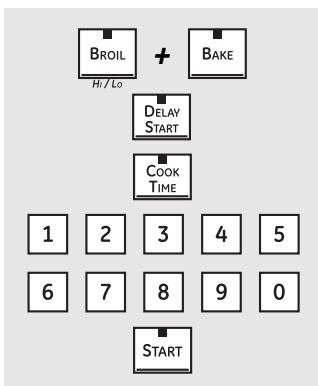 BROIL + BAKE
HI / LO
DELAY
START
COOK
TIME
1 2 3 4 5
6 7 8 9 0
START